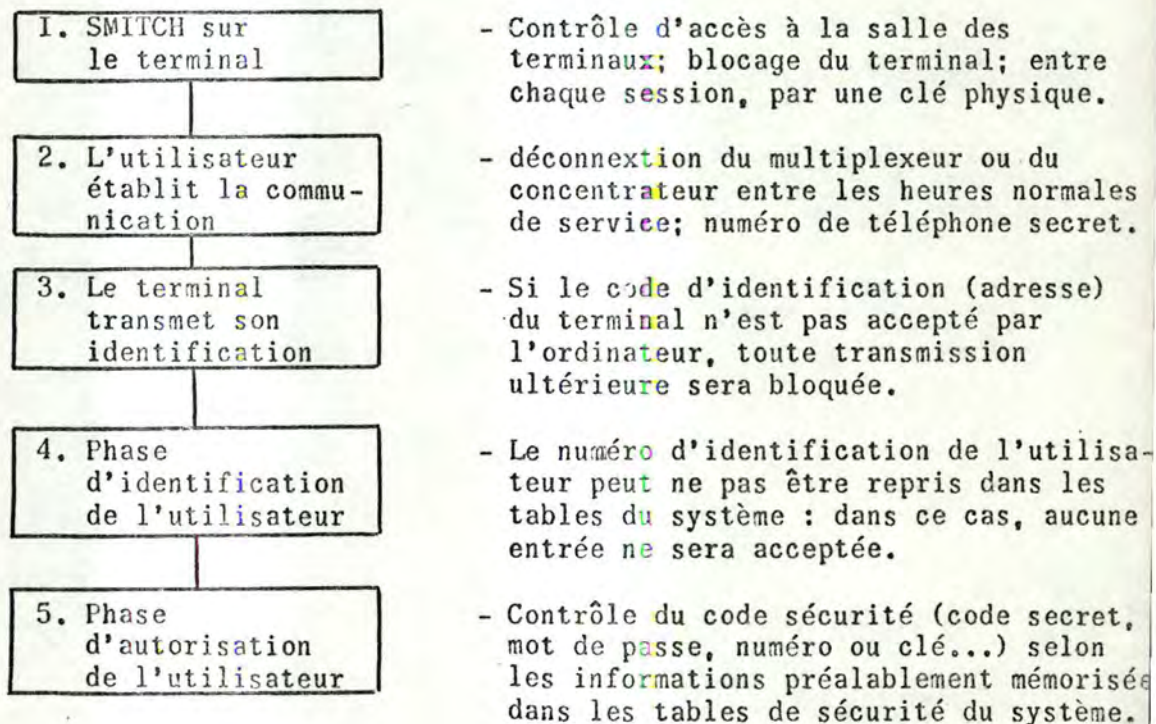 I. SMITCH sur
le terminal
- Contrôle d'accès à la salle des
terminaux; blocage du terminal; entre
chaque session, par une clé physique.
2. L'utilisateur
établit la commu-
nication
- déconnextion du multiplexeur ou du
concentrateur entre les heures normales
de service; numéro de téléphone secret.
3. Le terminal
transmet son
identification
- Si le code d'identification (adresse)
du terminal n'est pas accepté par
l'ordinateur, toute transmission
ultérieure sera bloquée.
4. Phase
d'identification
de l'utilisateur
- Le numéro d'identification de l'utilisa-
teur peut ne pas être repris dans les
tables du système : dans ce cas, aucune
entrée ne sera acceptée.
5. Phase
d'autorisation
de l'utilisateur
- Contrôle du code sécurité (code secret,
mot de passe, numéro ou clé...) selon
les informations préalablement mémorisée
dans les tables de sécurité du système.